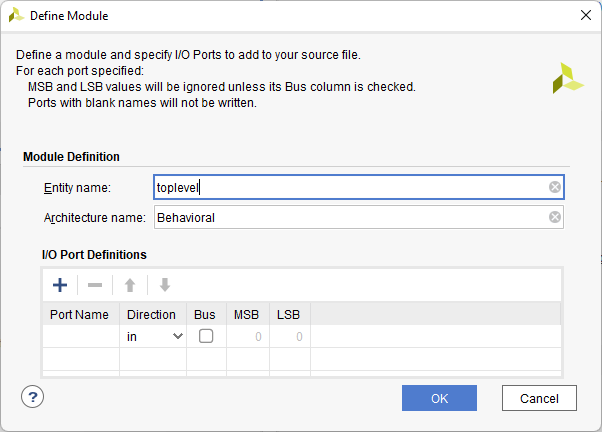 Define Module
Define a module and specify I/O Ports to add to your source file.
For each port specified:
MSB and LSB values will be ignored unless its Bus column is checked.
Ports with blank names will not be written.
Module Definition
Entity name: toplevel
Architecture name: Behavioral
I/O Port Definitions
Port Name Direction Bus MSB LSB
in 0 0
? OK Cancel